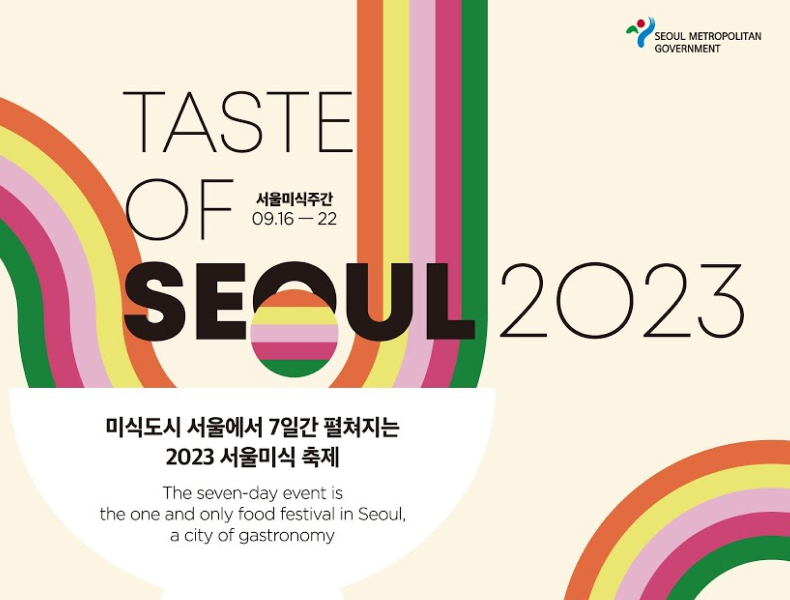 SEOUL METROPOLITAN
GOVERNMENT
TASTE
OF
서울미식주간
09.16 — 22
SEOUL 2023
미식도시 서울에서 7일간 펼쳐지는
2023 서울미식 축제
The seven-day event is
the one and only food festival in Seoul,
a city of gastronomy